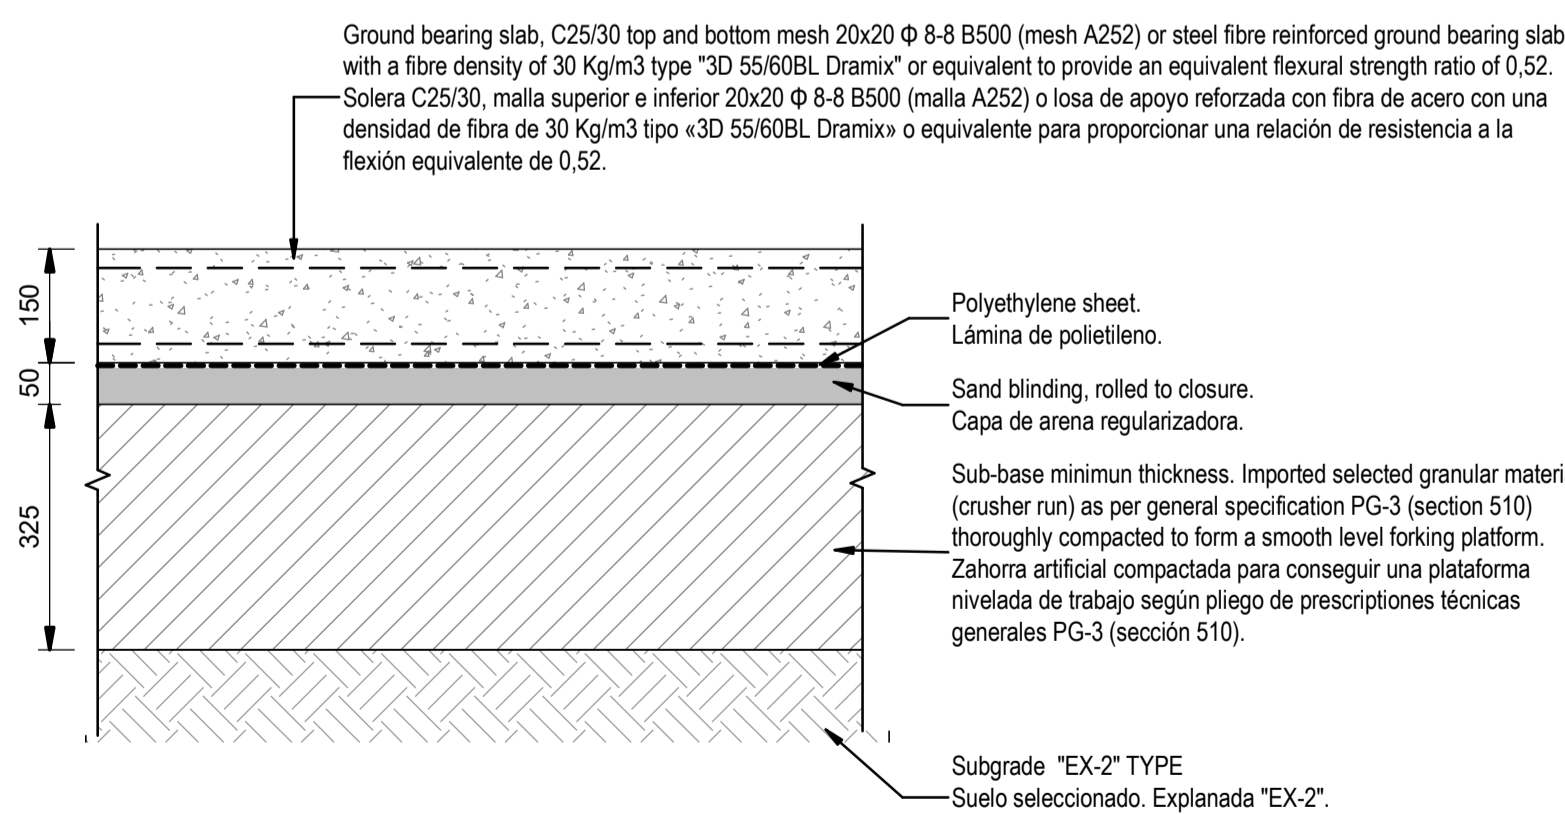 Ground bearing slab, C25/30 top and bottom mesh 20x20 Φ 8-8 B500 (mesh A252) or steel fibre reinforced ground bearing slab
with a fibre density of 30 Kg/m3 type "3D 55/60BL Dramix" or equivalent to provide an equivalent flexural strength ratio of 0,52.
Solera C25/30, malla superior e inferior 20x20 Φ 8-8 B500 (malla A252) o losa de apoyo reforzada con fibra de acero con una
densidad de fibra de 30 Kg/m3 tipo «3D 55/60BL Dramix» o equivalente para proporcionar una relación de resistencia a la
flexión equivalente de 0,52.
150
50
325
Polyethylene sheet.
Lámina de polietileno.
Sand blinding, rolled to closure.
Capa de arena regularizadora.
Sub-base minimun thickness. Imported selected granular materi
(crusher run) as per general specification PG-3 (section 510)
thoroughly compacted to form a smooth level forking platform.
Zahorra artificial compactada para conseguir una plataforma
nivelada de trabajo según pliego de prescriptiones técnicas
generales PG-3 (sección 510).
Subgrade "EX-2" TYPE
Suelo seleccionado. Explanada "EX-2".